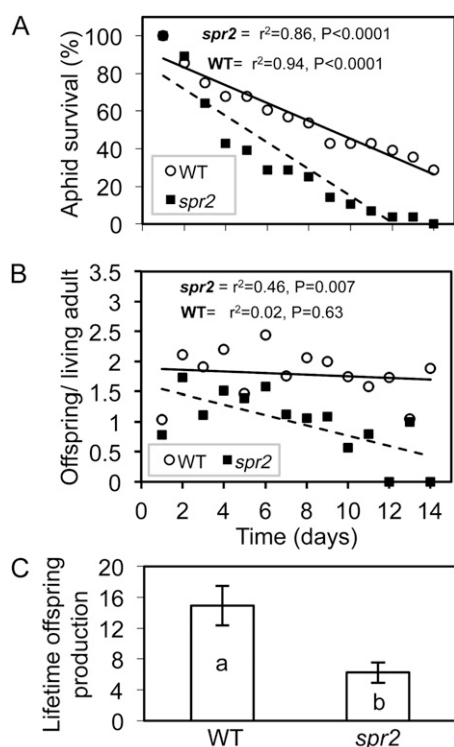 A
Aphid survival (%)
100
80
60
40
20
0
spr2 = r²=0.86, P<0.0001
WT= r²=0.94, P<0.0001
WT
spr2
B
Offspring/ living adult
3.5
3
2.5
2
1.5
1
0.5
0
spr2 = r²=0.46, P=0.007
WT= r²=0.02, P=0.63
WT spr2
0 2 4 6 8 10 12 14
Time (days)
C
Lifetime offspring
production
20
16
12
8
4
0
a
b
WT spr2